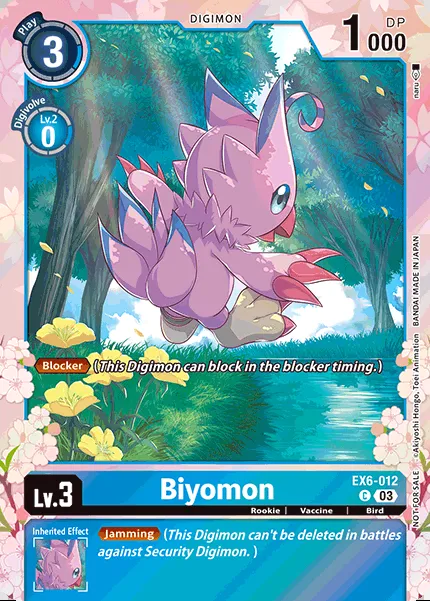 DIGIMON
Play
3
1000
DP
Digivolve
Lv.2
0
naru
©Akiyoshi Hongo, Toei Animation BANDAI MADE IN JAPAN
NOT FOR SALE
Blocker (This Digimon can block in the blocker timing.)
Lv.3
Biyomon
EX6-012
C 03
Rookie | Vaccine | Bird
Inherited Effect
Jamming (This Digimon can't be deleted in battles
against Security Digimon. )